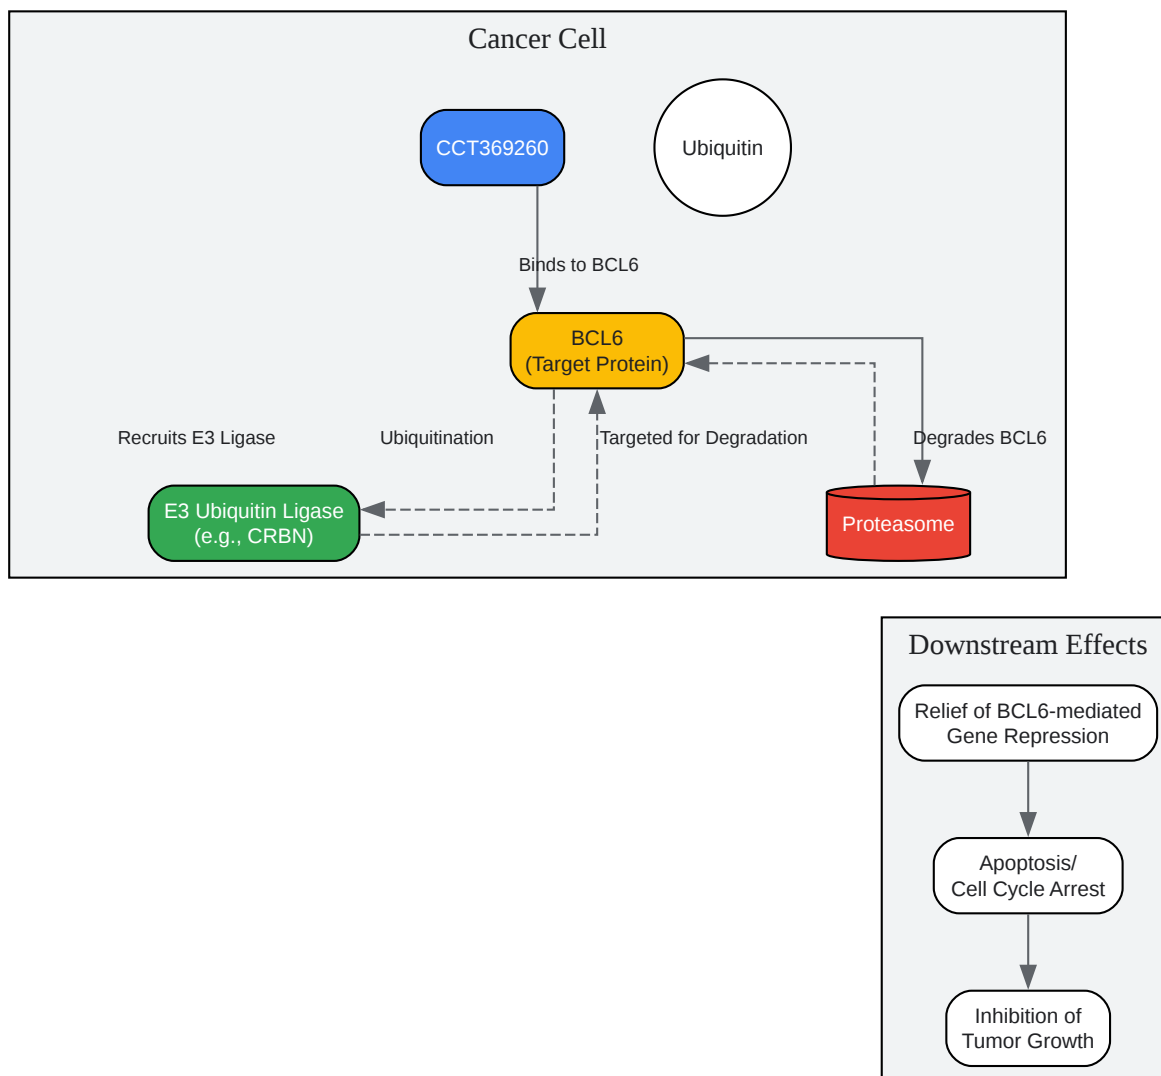 Cancer Cell
CCT369260
Ubiquitin
Binds to BCL6
BCL6
(Target Protein)
Recruits E3 Ligase
Ubiquitination
Targeted for Degradation
Degrades BCL6
E3 Ubiquitin Ligase
(e.g., CRBN)
Proteasome
Downstream Effects
Relief of BCL6-mediated
Gene Repression
Apoptosis/
Cell Cycle Arrest
Inhibition of
Tumor Growth